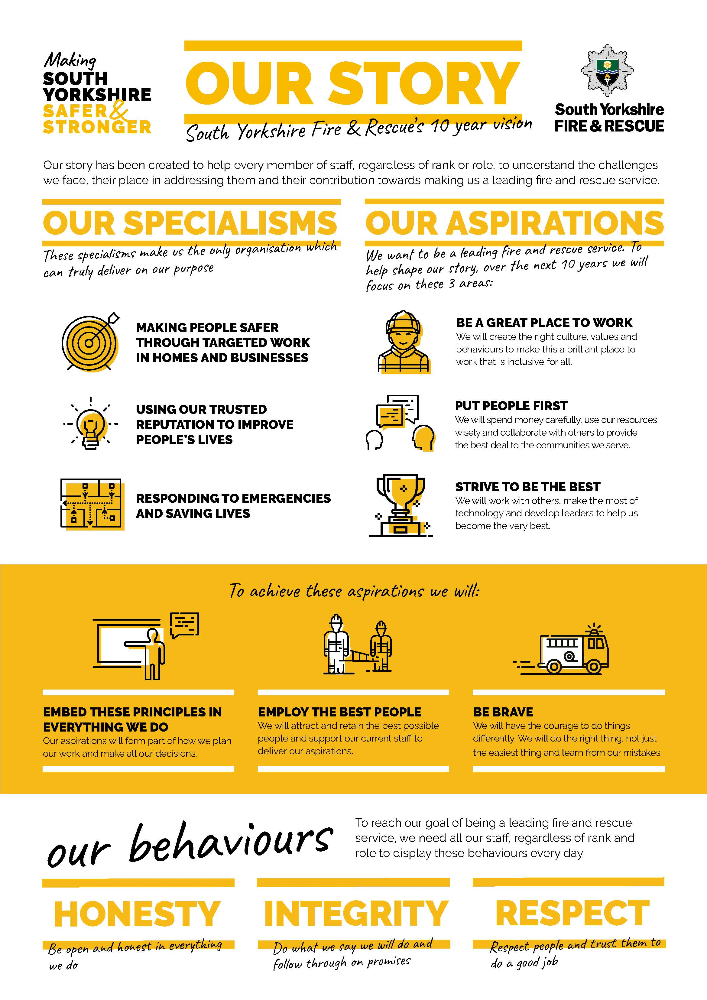 Making
SOUTH
YORKSHIRE
SAFER &
STRONGER
OUR STORY
South Yorkshire Fire & Rescue's 10 year vision
South Yorkshire
FIRE & RESCUE
Our story has been created to help every member of staff, regardless of rank or role, to understand the challenges
we face, their place in addressing them and their contribution towards making us a leading fire and rescue service.
OUR SPECIALISMS
These specialisms make us the only organisation which
can truly deliver on our purpose
MAKING PEOPLE SAFER
THROUGH TARGETED WORK
IN HOMES AND BUSINESSES
USING OUR TRUSTED
REPUTATION TO IMPROVE
PEOPLE'S LIVES
RESPONDING TO EMERGENCIES
AND SAVING LIVES
OUR ASPIRATIONS
We want to be a leading fire and rescue service. To
help shape our story, over the next 10 years we will
focus on these 3 areas:
BE A GREAT PLACE TO WORK
We will create the right culture, values and
behaviours to make this a brilliant place to
work that is inclusive for all.
PUT PEOPLE FIRST
We will spend money carefully, use our resources
wisely and collaborate with others to provide
the best deal to the communities we serve.
STRIVE TO BE THE BEST
We will work with others, make the most of
technology and develop leaders to help us
become the very best.
To achieve these aspirations we will:
EMBED THESE PRINCIPLES IN
EVERYTHING WE DO
Our aspirations will form part of how we plan
our work and make all our decisions.
EMPLOY THE BEST PEOPLE
We will attract and retain the best possible
people and support our current staff to
deliver our aspirations.
BE BRAVE
We will have the courage to do things
differently. We will do the right thing, not just
the easiest thing and learn from our mistakes.
our behaviours
To reach our goal of being a leading fire and rescue
service, we need all our staff, regardless of rank and
role to display these behaviours every day.
HONESTY
Be open and honest in everything
we do
INTEGRITY
Do what we say we will do and
follow through on promises
RESPECT
Respect people and trust them to
do a good job